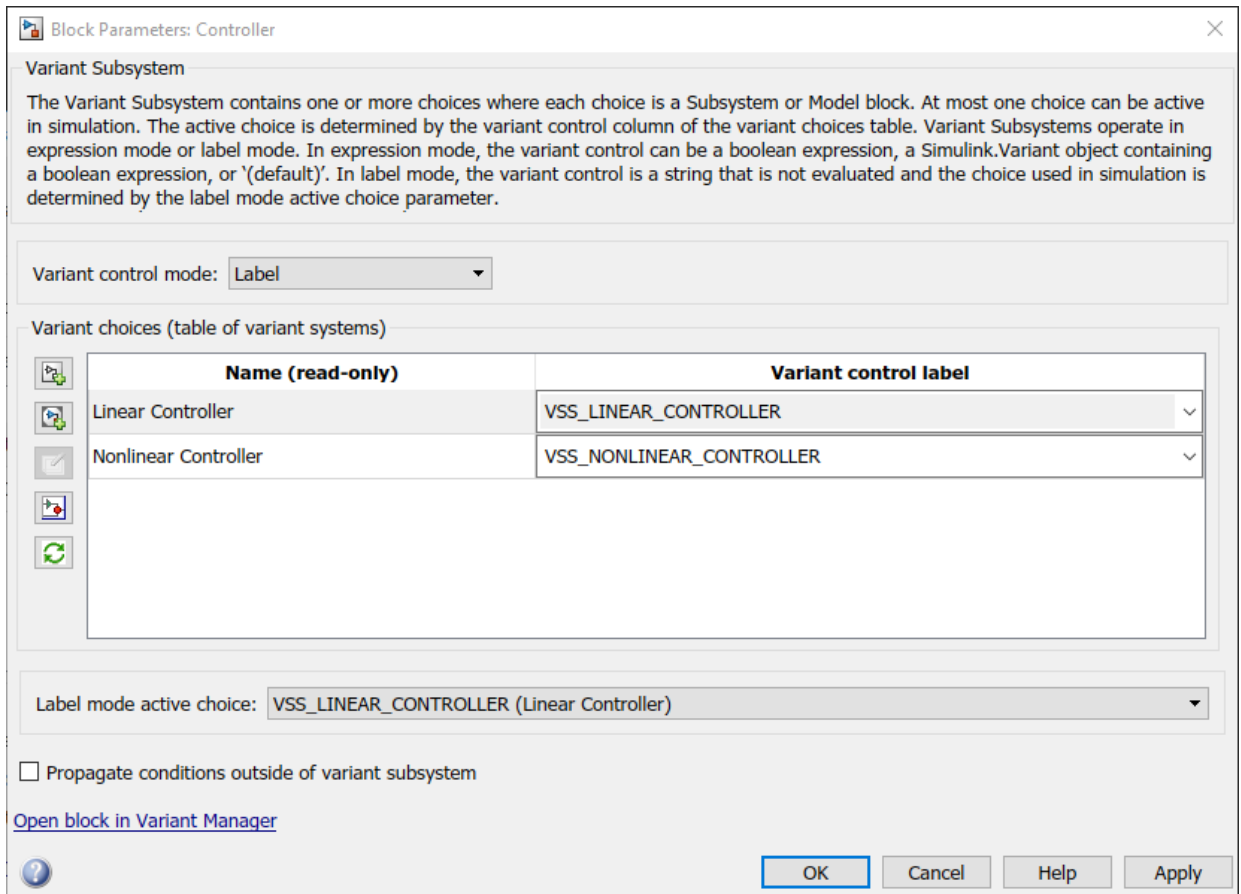 Block Parameters: Controller
Variant Subsystem
The Variant Subsystem contains one or more choices where each choice is a Subsystem or Model block. At most one choice can be active
in simulation. The active choice is determined by the variant control column of the variant choices table. Variant Subsystems operate in
expression mode or label mode. In expression mode, the variant control can be a boolean expression, a Simulink.Variant object containing
a boolean expression, or '(default)'. In label mode, the variant control is a string that is not evaluated and the choice used in simulation is
determined by the label mode active choice parameter.
Variant control mode: Label
Variant choices (table of variant systems)
Name (read-only) Variant control label
Linear Controller VSS_LINEAR_CONTROLLER
Nonlinear Controller VSS_NONLINEAR_CONTROLLER
Label mode active choice: VSS_LINEAR_CONTROLLER (Linear Controller)
Propagate conditions outside of variant subsystem
Open block in Variant Manager
? OK Cancel Help Apply